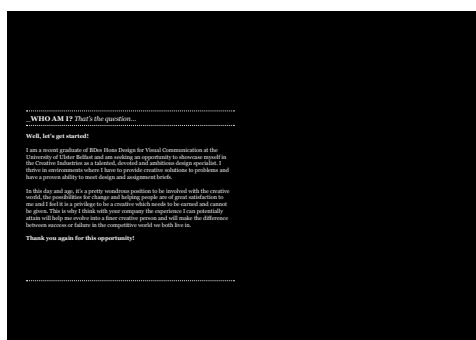 _WHO AM I? That's the question...
Well, let's get started!
I am a recent graduate of BDes Hons Design for Visual Communication at the
University of Ulster Belfast and am seeking an opportunity to showcase myself in
the Creative Industries as a talented, devoted and ambitious design specialist. I
thrive in environments where I have to provide creative solutions to problems and
have a proven ability to meet design and assignment briefs.
In this day and age, it's a pretty wondrous position to be involved with the creative
world, the possibilities for change and helping people are of great satisfaction to
me and I feel it is a privilege to be a creative which needs to be earned and cannot
be given. This is why I think with your company the experience I can potentially
attain will help me evolve into a finer creative person and will make the difference
between success or failure in the competitive world we both live in.
Thank you again for this opportunity!